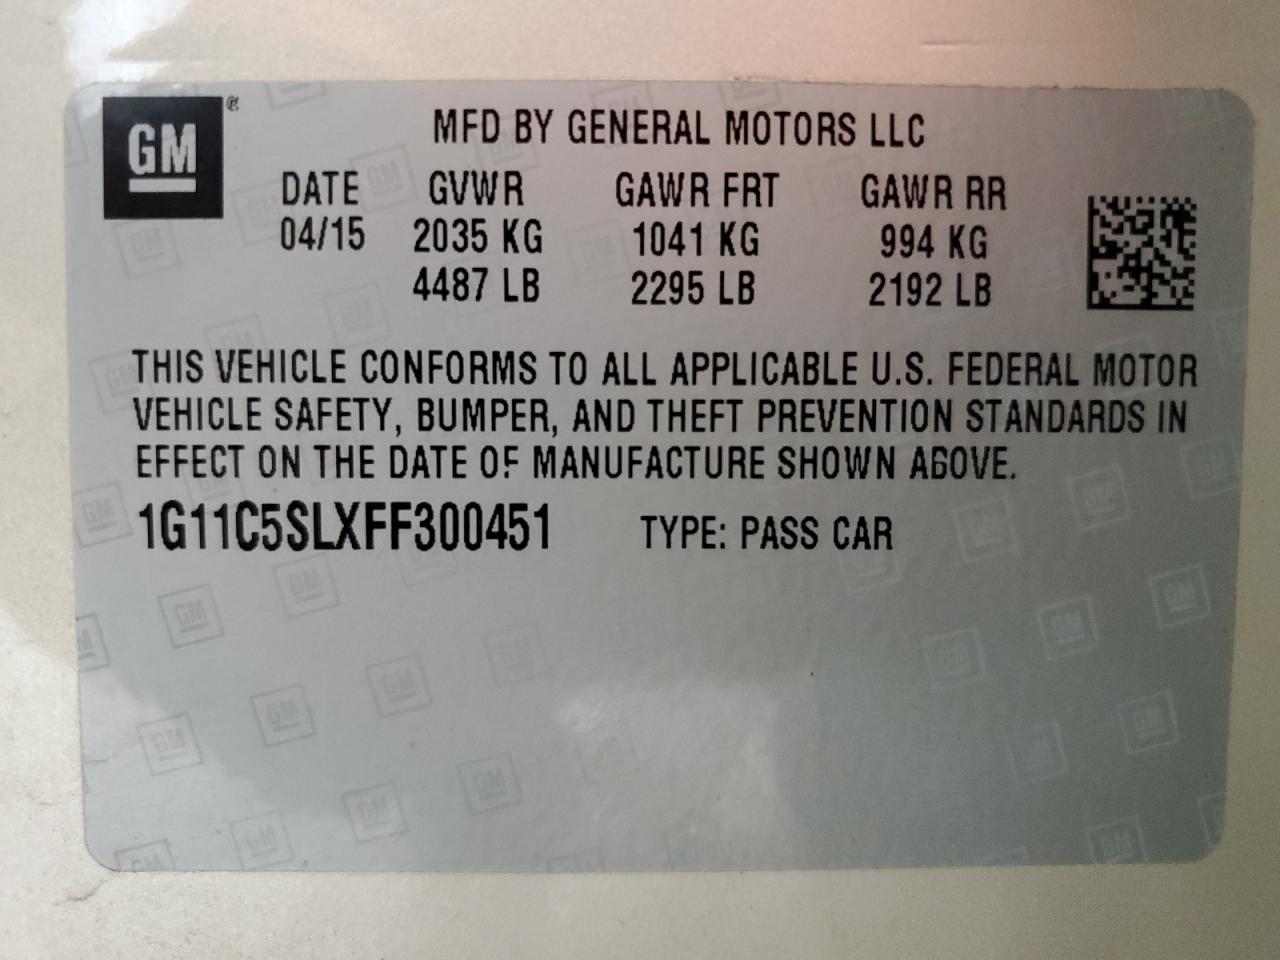 GM
MFD BY GENERAL MOTORS LLC
DATE GVWR GAWR FRT GAWR RR
04/15 2035 KG 1041 KG 994 KG
4487 LB 2295 LB 2192 LB
THIS VEHICLE CONFORMS TO ALL APPLICABLE U.S. FEDERAL MOTOR
VEHICLE SAFETY, BUMPER, AND THEFT PREVENTION STANDARDS IN
EFFECT ON THE DATE OF MANUFACTURE SHOWN ABOVE.
1G11C5SLXFF300451 TYPE: PASS CAR